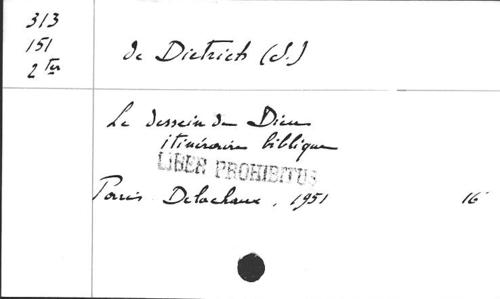 313
151
2 ter
de Dietrich (S.)
Le dessein de Dieu
itinéraire biblique
LIBER PROHIBITUS
Paris Delachaux, 1951 16